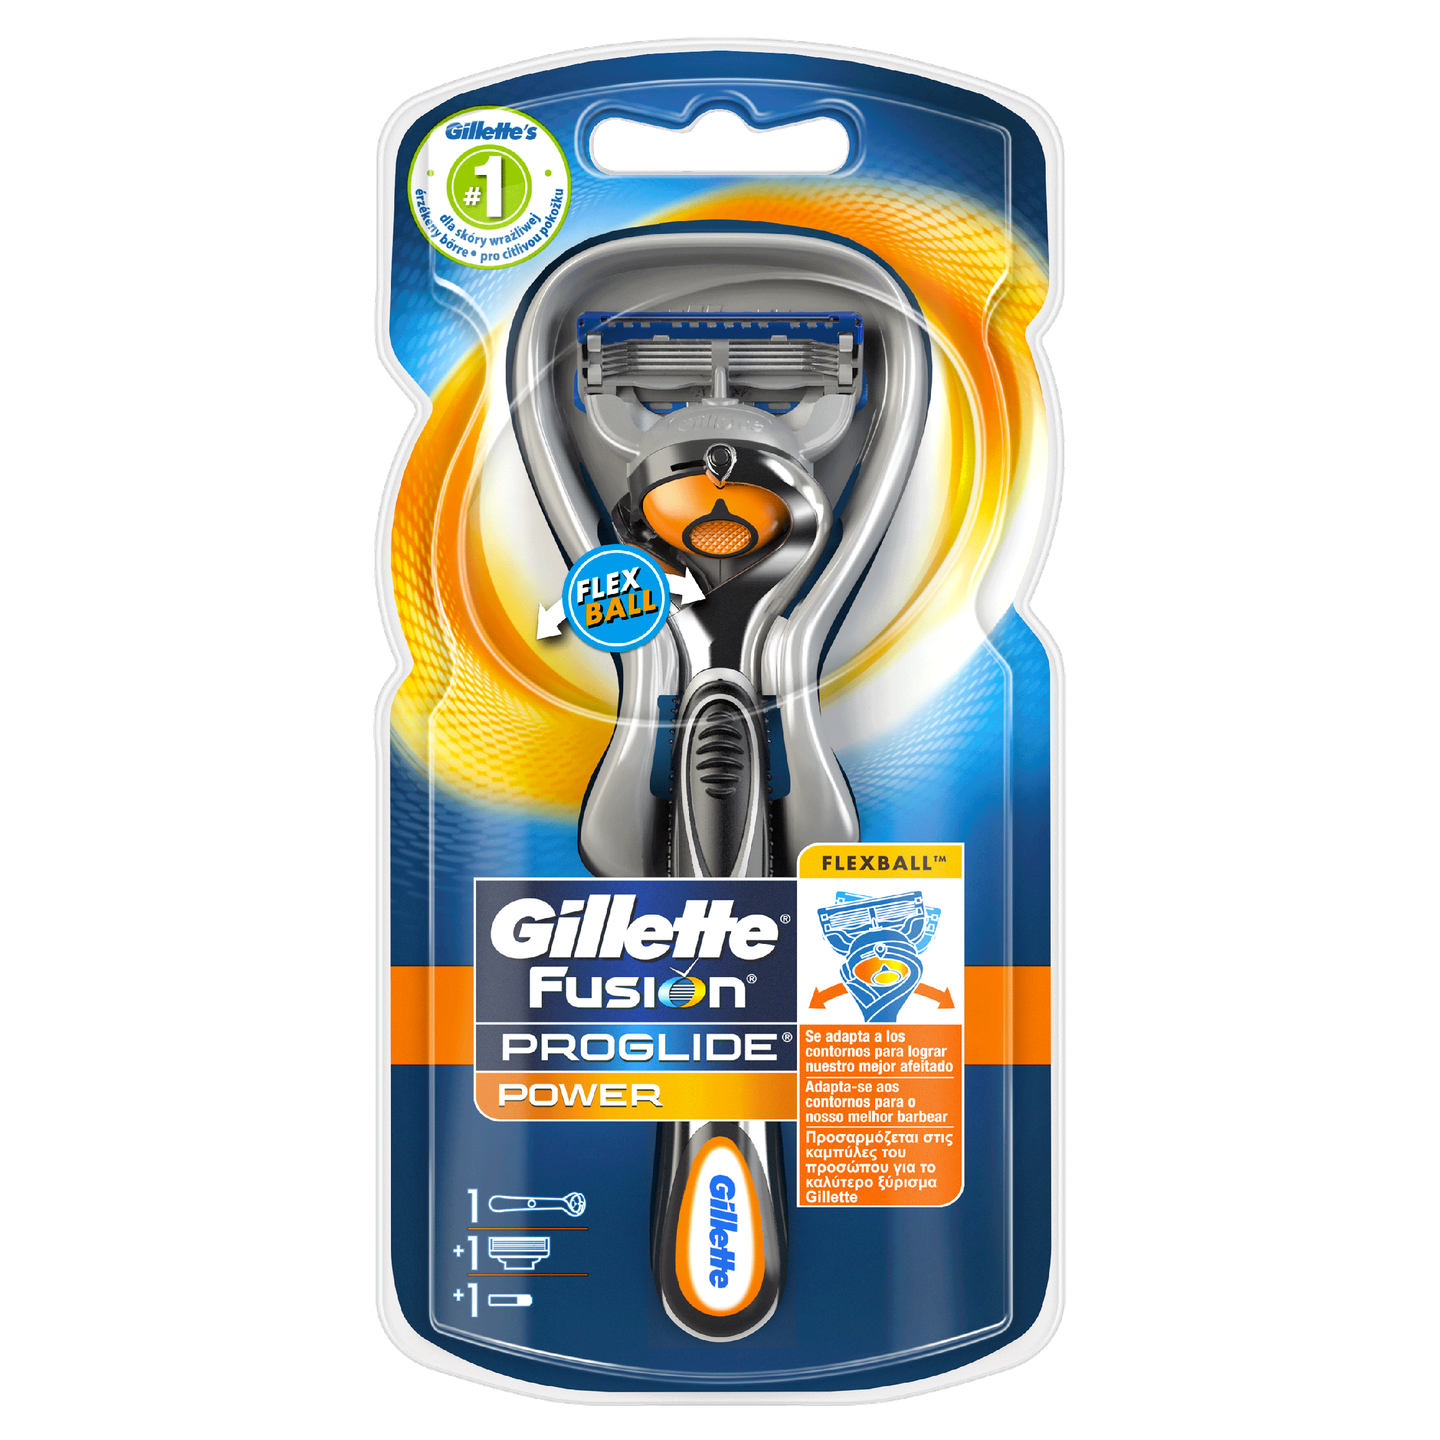 Gillette's
#1
dla skóry wrażliwej
érzékeny bőrre • pro citlivou pokožku
Gillette
FLEX
BALL
FLEXBALL™
Gillette®
Fusion®
PROGLIDE®
POWER
Se adapta a los
contornos para lograr
nuestro mejor afeitado
Adapta-se aos
contornos para o
nosso melhor barbear
Προσαρμόζεται στις
καμπύλες του
προσώπου για το
καλύτερο ξύρισμα
Gillette
1
+1
+1
Gillette